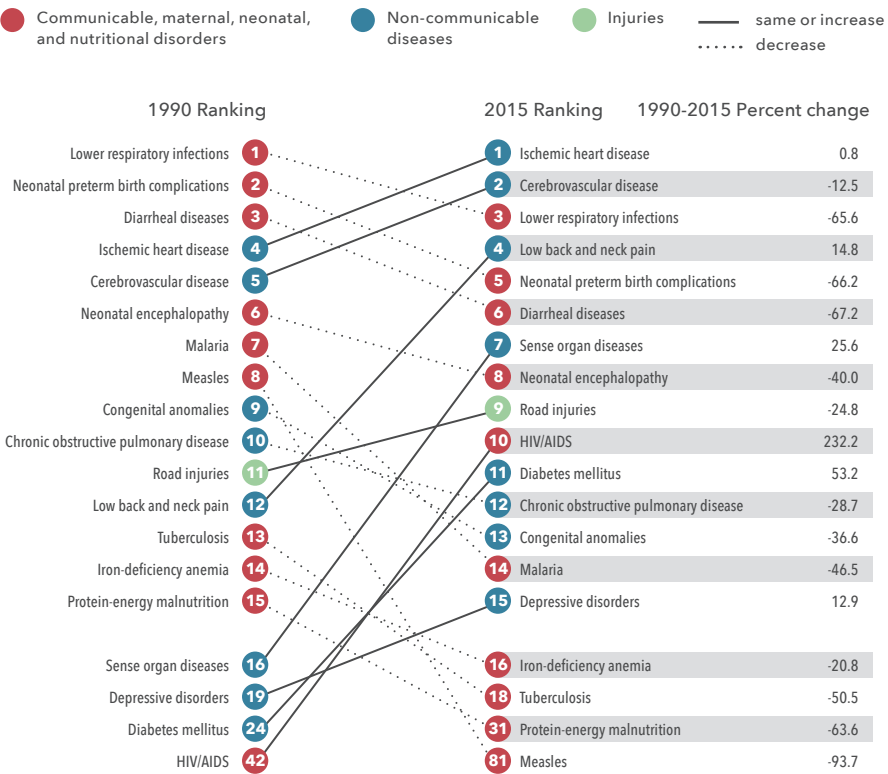 Communicable, maternal, neonatal,
and nutritional disorders
Non-communicable
diseases
Injuries
same or increase
decrease
1990 Ranking 2015 Ranking 1990-2015 Percent change
Lower respiratory infections 1 1 Ischemic heart disease 0.8
Neonatal preterm birth complications 2 2 Cerebrovascular disease -12.5
Diarrheal diseases 3 3 Lower respiratory infections -65.6
Ischemic heart disease 4 4 Low back and neck pain 14.8
Cerebrovascular disease 5 5 Neonatal preterm birth complications -66.2
Neonatal encephalopathy 6 6 Diarrheal diseases -67.2
Malaria 7 7 Sense organ diseases 25.6
Measles 8 8 Neonatal encephalopathy -40.0
Congenital anomalies 9 9 Road injuries -24.8
Chronic obstructive pulmonary disease 10 10 HIV/AIDS 232.2
Road injuries 11 11 Diabetes mellitus 53.2
Low back and neck pain 12 12 Chronic obstructive pulmonary disease -28.7
Tuberculosis 13 13 Congenital anomalies -36.6
Iron-deficiency anemia 14 14 Malaria -46.5
Protein-energy malnutrition 15 15 Depressive disorders 12.9
Sense organ diseases 16 16 Iron-deficiency anemia -20.8
Depressive disorders 19 18 Tuberculosis -50.5
Diabetes mellitus 24 31 Protein-energy malnutrition -63.6
HIV/AIDS 42 81 Measles -93.7